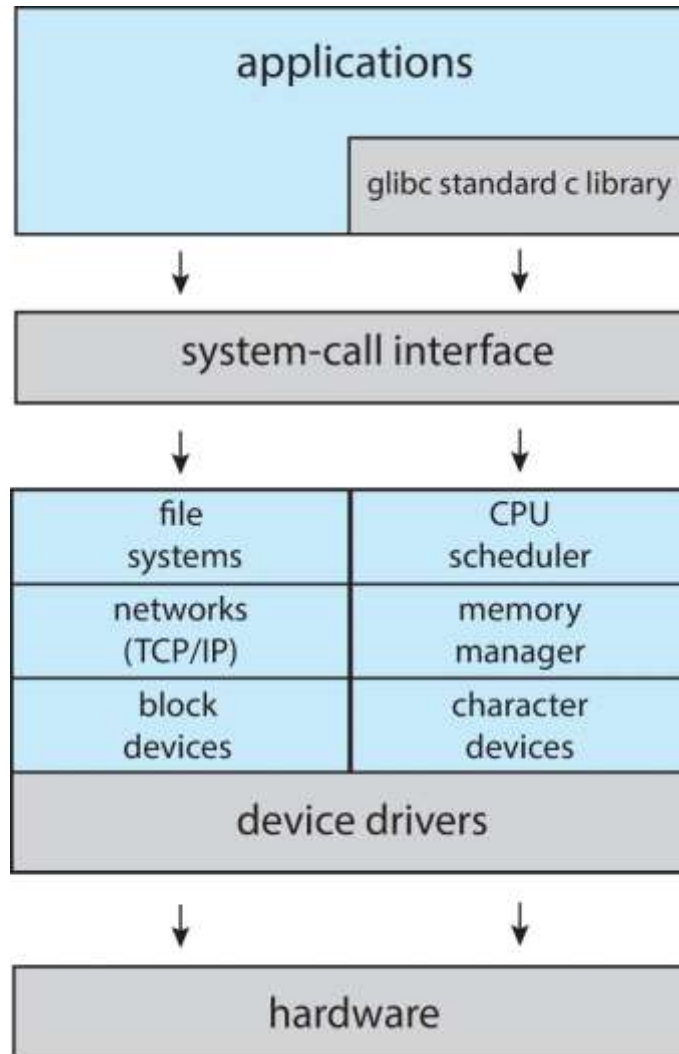 applications
glibc standard c library
system-call interface
file
systems
CPU
scheduler
networks
(TCP/IP)
memory
manager
block
devices
character
devices
device drivers
hardware